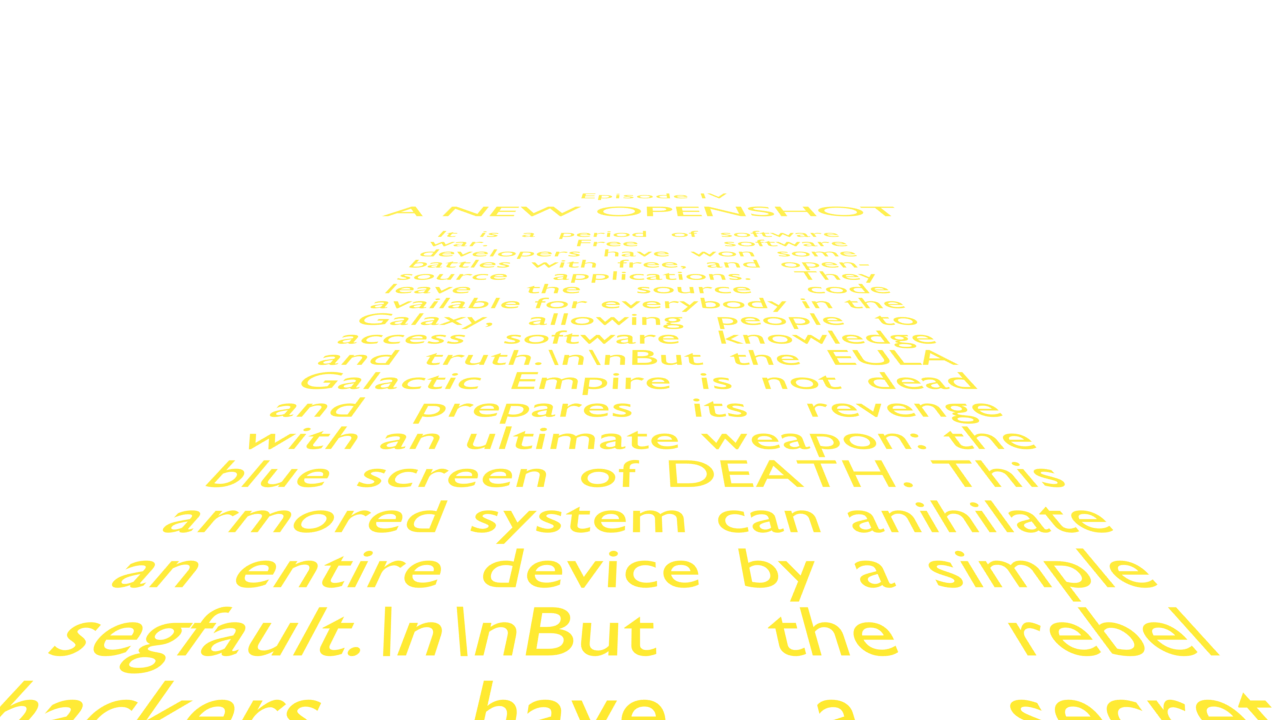 Episode IV
A NEW OPENSHOT
It is a period of software
war. Free software
developers have won some
battles with free, and open-
source applications. They
leave the source code
available for everybody in the
Galaxy, allowing people to
access software knowledge
and truth.\n\nBut the EULA
Galactic Empire is not dead
and prepares its revenge
with an ultimate weapon: the
blue screen of DEATH. This
armored system can anihilate
an entire device by a simple
segfault.\n\nBut the rebel
hackers have a secret